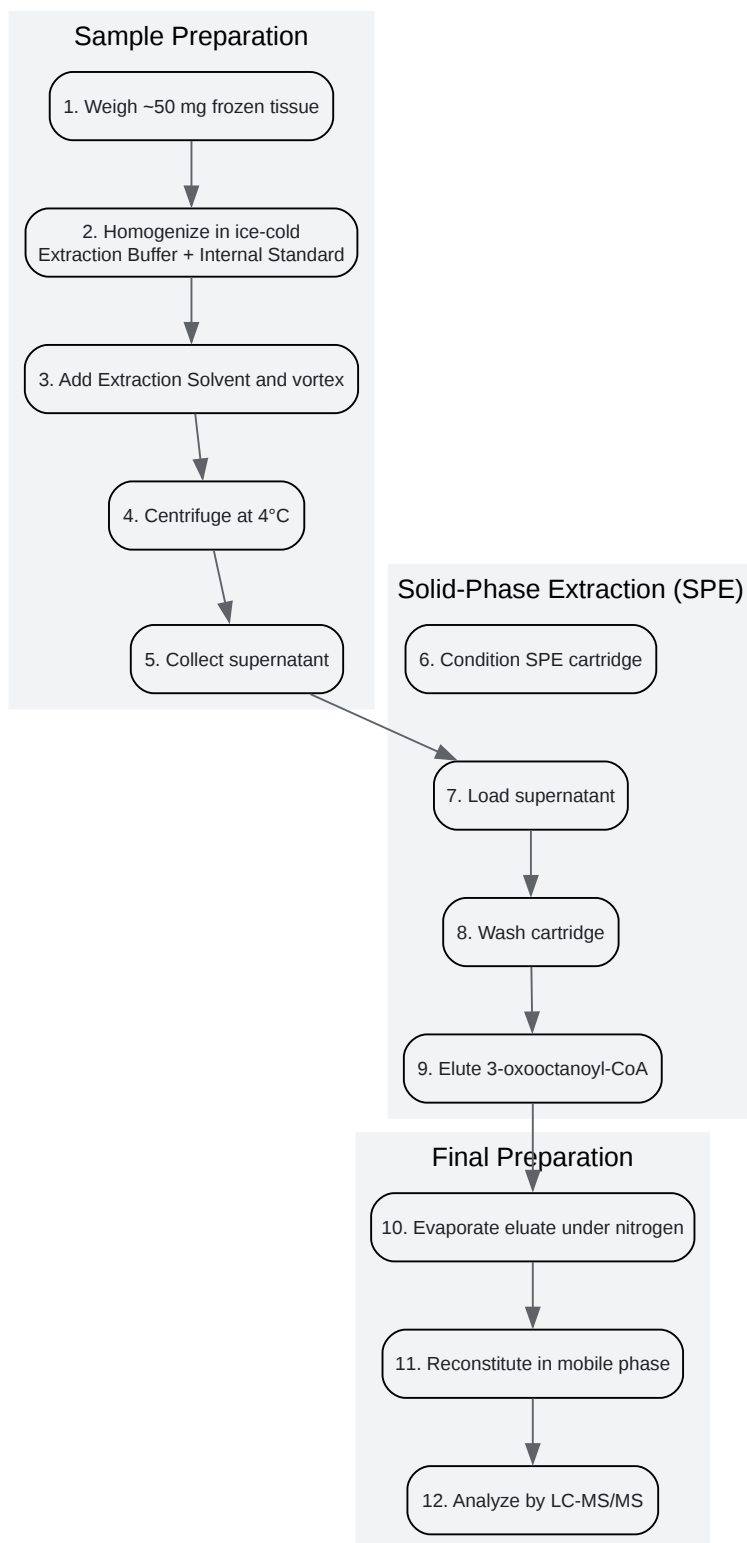 Sample Preparation
1. Weigh ~50 mg frozen tissue
2. Homogenize in ice-cold
Extraction Buffer + Internal Standard
3. Add Extraction Solvent and vortex
4. Centrifuge at 4°C
5. Collect supernatant
Solid-Phase Extraction (SPE)
6. Condition SPE cartridge
7. Load supernatant
8. Wash cartridge
9. Elute 3-oxooctanoyl-CoA
Final Preparation
10. Evaporate eluate under nitrogen
11. Reconstitute in mobile phase
12. Analyze by LC-MS/MS